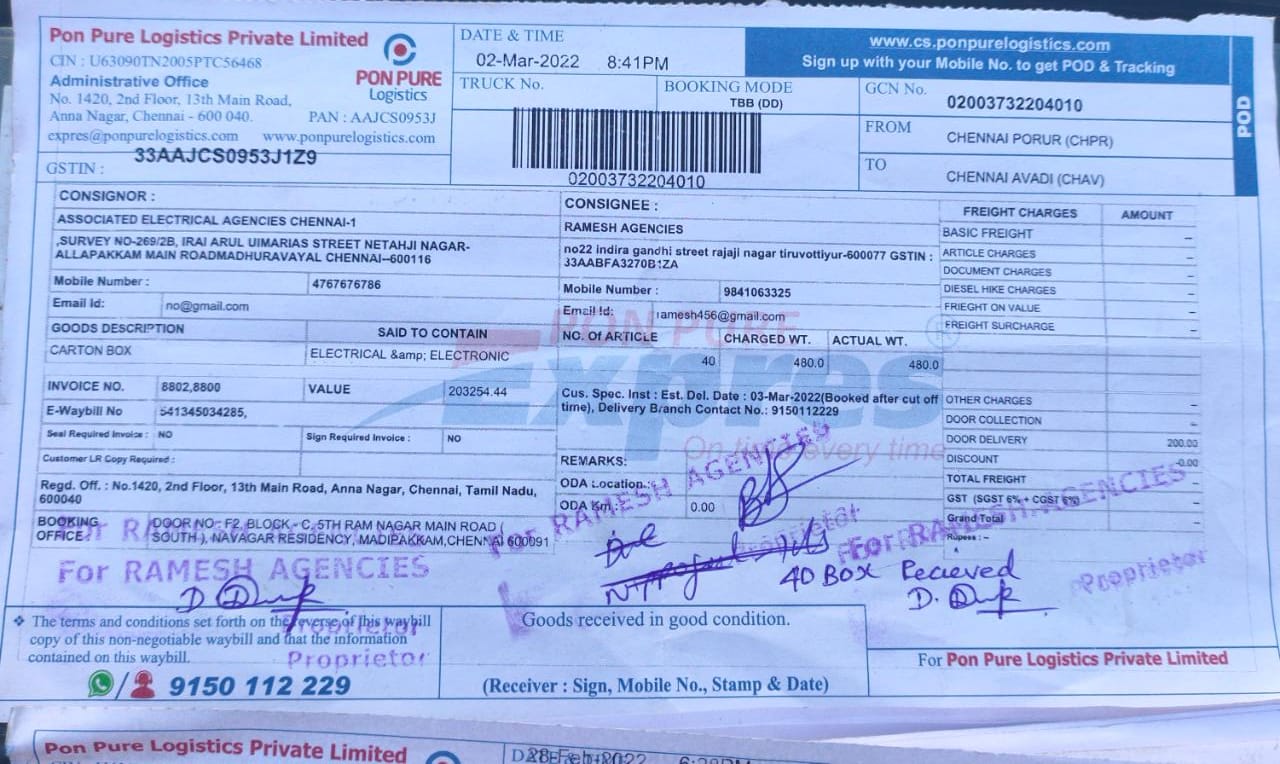 Pon Pure Logistics Private Limited
CIN : U63090TN2005PTC56468
Administrative Office
No. 1420, 2nd Floor, 13th Main Road,
Anna Nagar, Chennai - 600 040. PAN : AAJCS0953J
expres@ponpurelogistics.com www.ponpurelogistics.com
PON PURE
Logistics
GSTIN : 33AAJCS0953J1Z9
DATE & TIME
02-Mar-2022 8:41PM
TRUCK No.
BOOKING MODE
TBB (DD)
02003732204010
www.cs.ponpurelogistics.com
Sign up with your Mobile No. to get POD & Tracking
GCN No. 02003732204010
FROM CHENNAI PORUR (CHPR)
TO CHENNAI AVADI (CHAV)
POD
CONSIGNOR :
ASSOCIATED ELECTRICAL AGENCIES CHENNAI-1
,SURVEY NO-269/2B, IRAI ARUL UIMARIAS STREET NETAHJI NAGAR-
ALLAPAKKAM MAIN ROADMADHURAVAYAL CHENNAI--600116
Mobile Number : 4767676786
Email Id: no@gmail.com
GOODS DESCRIPTION SAID TO CONTAIN
CARTON BOX ELECTRICAL &amp; ELECTRONIC
INVOICE NO. 8802,8800 VALUE 203254.44
E-Waybill No 541345034285,
Seal Required Invoice : NO Sign Required Invoice : NO
Customer LR Copy Required :
Regd. Off. : No.1420, 2nd Floor, 13th Main Road, Anna Nagar, Chennai, Tamil Nadu,
600040
BOOKING OFFICE DOOR NO - F2, BLOCK - C, 5TH RAM NAGAR MAIN ROAD (
SOUTH ), NAVAGAR RESIDENCY, MADIPAKKAM,CHENNAI 600091
CONSIGNEE :
RAMESH AGENCIES
no22 indira gandhi street rajaji nagar tiruvottiyur-600077 GSTIN :
33AABFA3270B1ZA
Mobile Number : 9841063325
Email Id: ramesh456@gmail.com
NO. Of ARTICLE CHARGED WT. ACTUAL WT.
40 480.0 480.0
Cus. Spec. Inst : Est. Del. Date : 03-Mar-2022(Booked after cut off
time), Delivery Branch Contact No.: 9150112229
REMARKS:
ODA Location.:
ODA Km.: 0.00
PON PURE
Expres
®
On time every time
FREIGHT CHARGES AMOUNT
BASIC FREIGHT –
ARTICLE CHARGES –
DOCUMENT CHARGES –
DIESEL HIKE CHARGES –
FRIEGHT ON VALUE –
FREIGHT SURCHARGE –
OTHER CHARGES –
DOOR COLLECTION –
DOOR DELIVERY 200.00
DISCOUNT -0.00
TOTAL FREIGHT –
GST (SGST 6% + CGST 6%) –
Grand Total –
Rupess : –
For RAMESH AGENCIES
Proprietor
For RAMESH AGENCIES
Proprietor
For RAMESH AGENCIES
Proprietor
40 BOX Recieved
D.
The terms and conditions set forth on the reverse of this waybill
copy of this non-negotiable waybill and that the information
contained on this waybill.
9150 112 229
Goods received in good condition.
(Receiver : Sign, Mobile No., Stamp & Date)
For Pon Pure Logistics Private Limited
Pon Pure Logistics Private Limited
28-Feb-2022